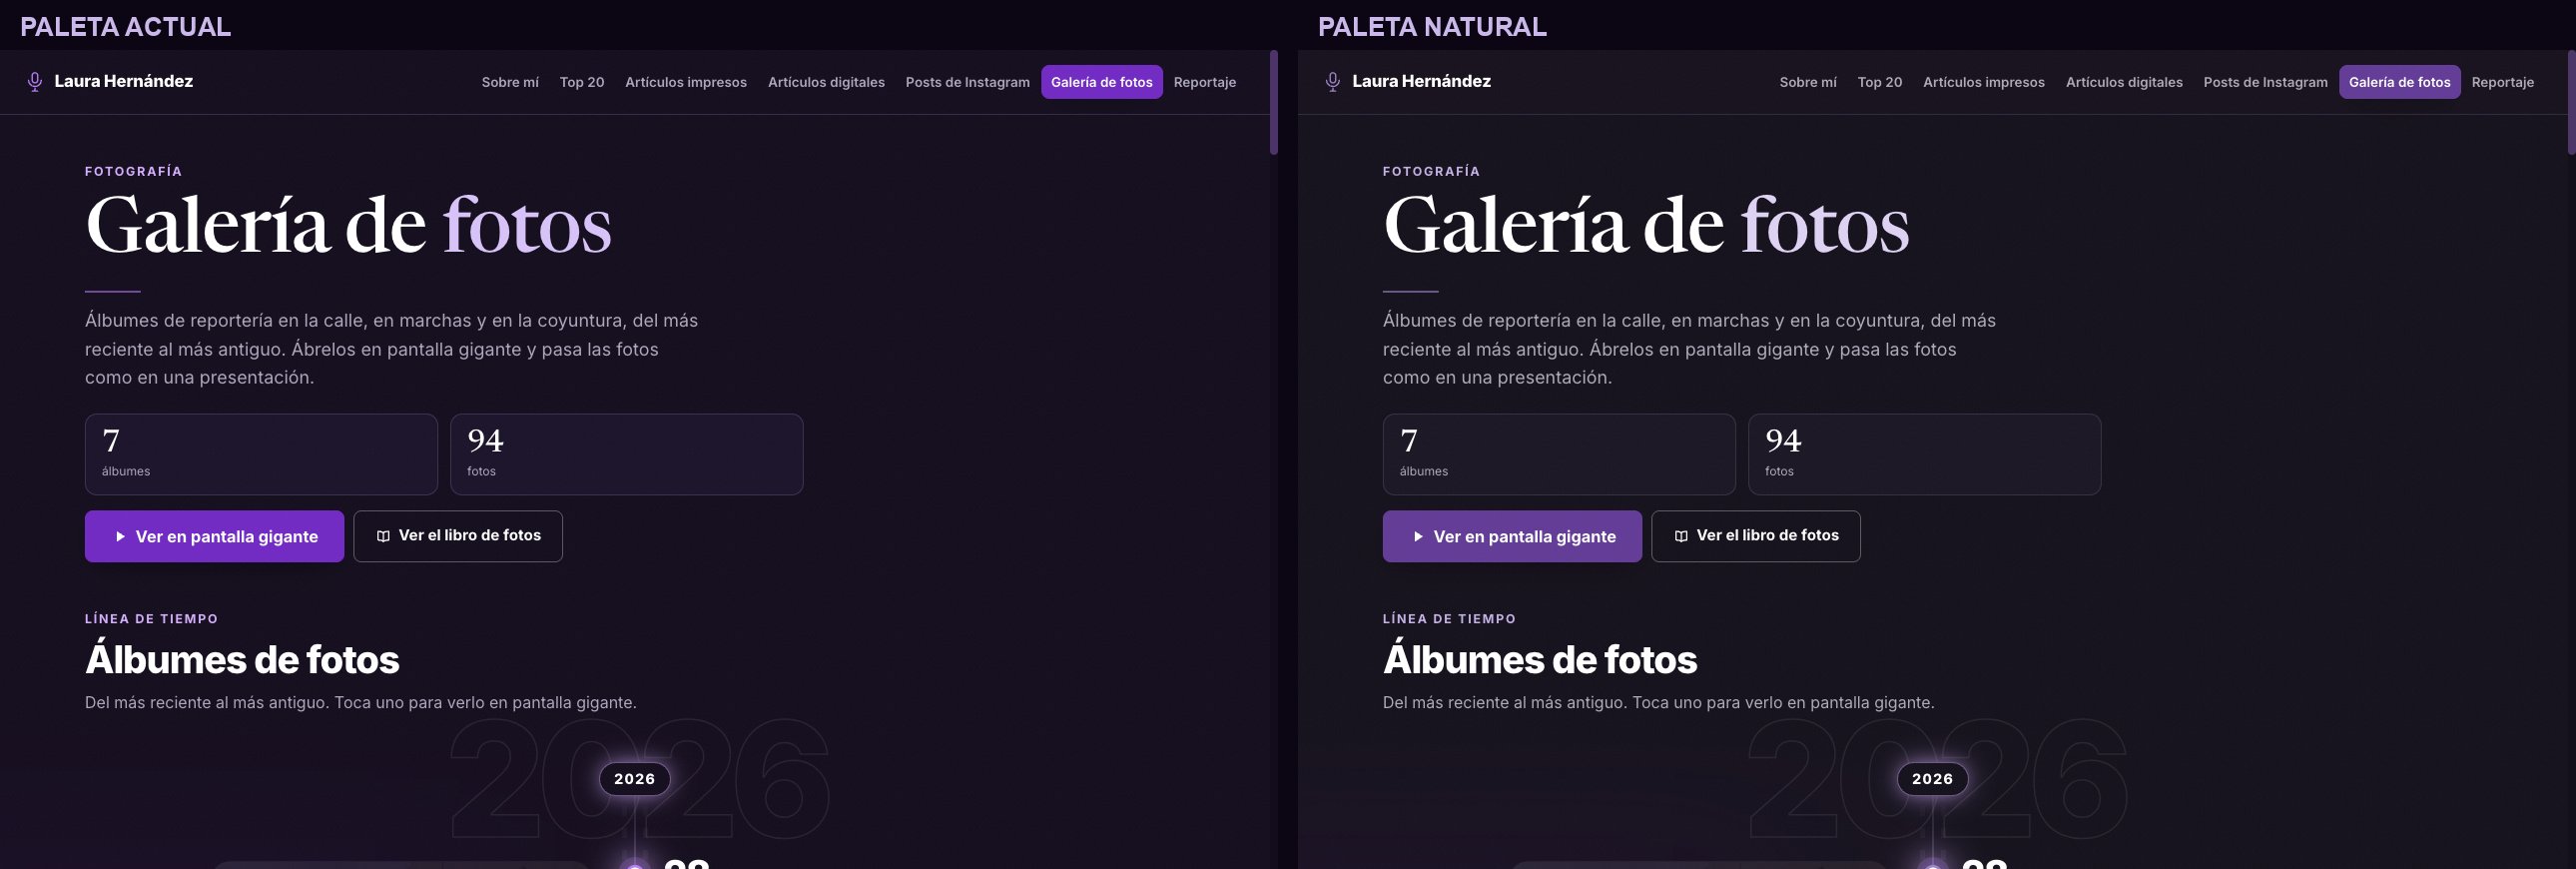 PALETA ACTUAL
Laura Hernández
Sobre mí Top 20 Artículos impresos Artículos digitales Posts de Instagram Galería de fotos Reportaje
FOTOGRAFÍA
Galería de fotos
Álbumes de reportería en la calle, en marchas y en la coyuntura, del más
reciente al más antiguo. Ábrelos en pantalla gigante y pasa las fotos
como en una presentación.
7
álbumes
94
fotos
Ver en pantalla gigante
Ver el libro de fotos
LÍNEA DE TIEMPO
Álbumes de fotos
Del más reciente al más antiguo. Toca uno para verlo en pantalla gigante.
2026
2026
PALETA NATURAL
Laura Hernández
Sobre mí Top 20 Artículos impresos Artículos digitales Posts de Instagram Galería de fotos Reportaje
FOTOGRAFÍA
Galería de fotos
Álbumes de reportería en la calle, en marchas y en la coyuntura, del más
reciente al más antiguo. Ábrelos en pantalla gigante y pasa las fotos
como en una presentación.
7
álbumes
94
fotos
Ver en pantalla gigante
Ver el libro de fotos
LÍNEA DE TIEMPO
Álbumes de fotos
Del más reciente al más antiguo. Toca uno para verlo en pantalla gigante.
2026
2026